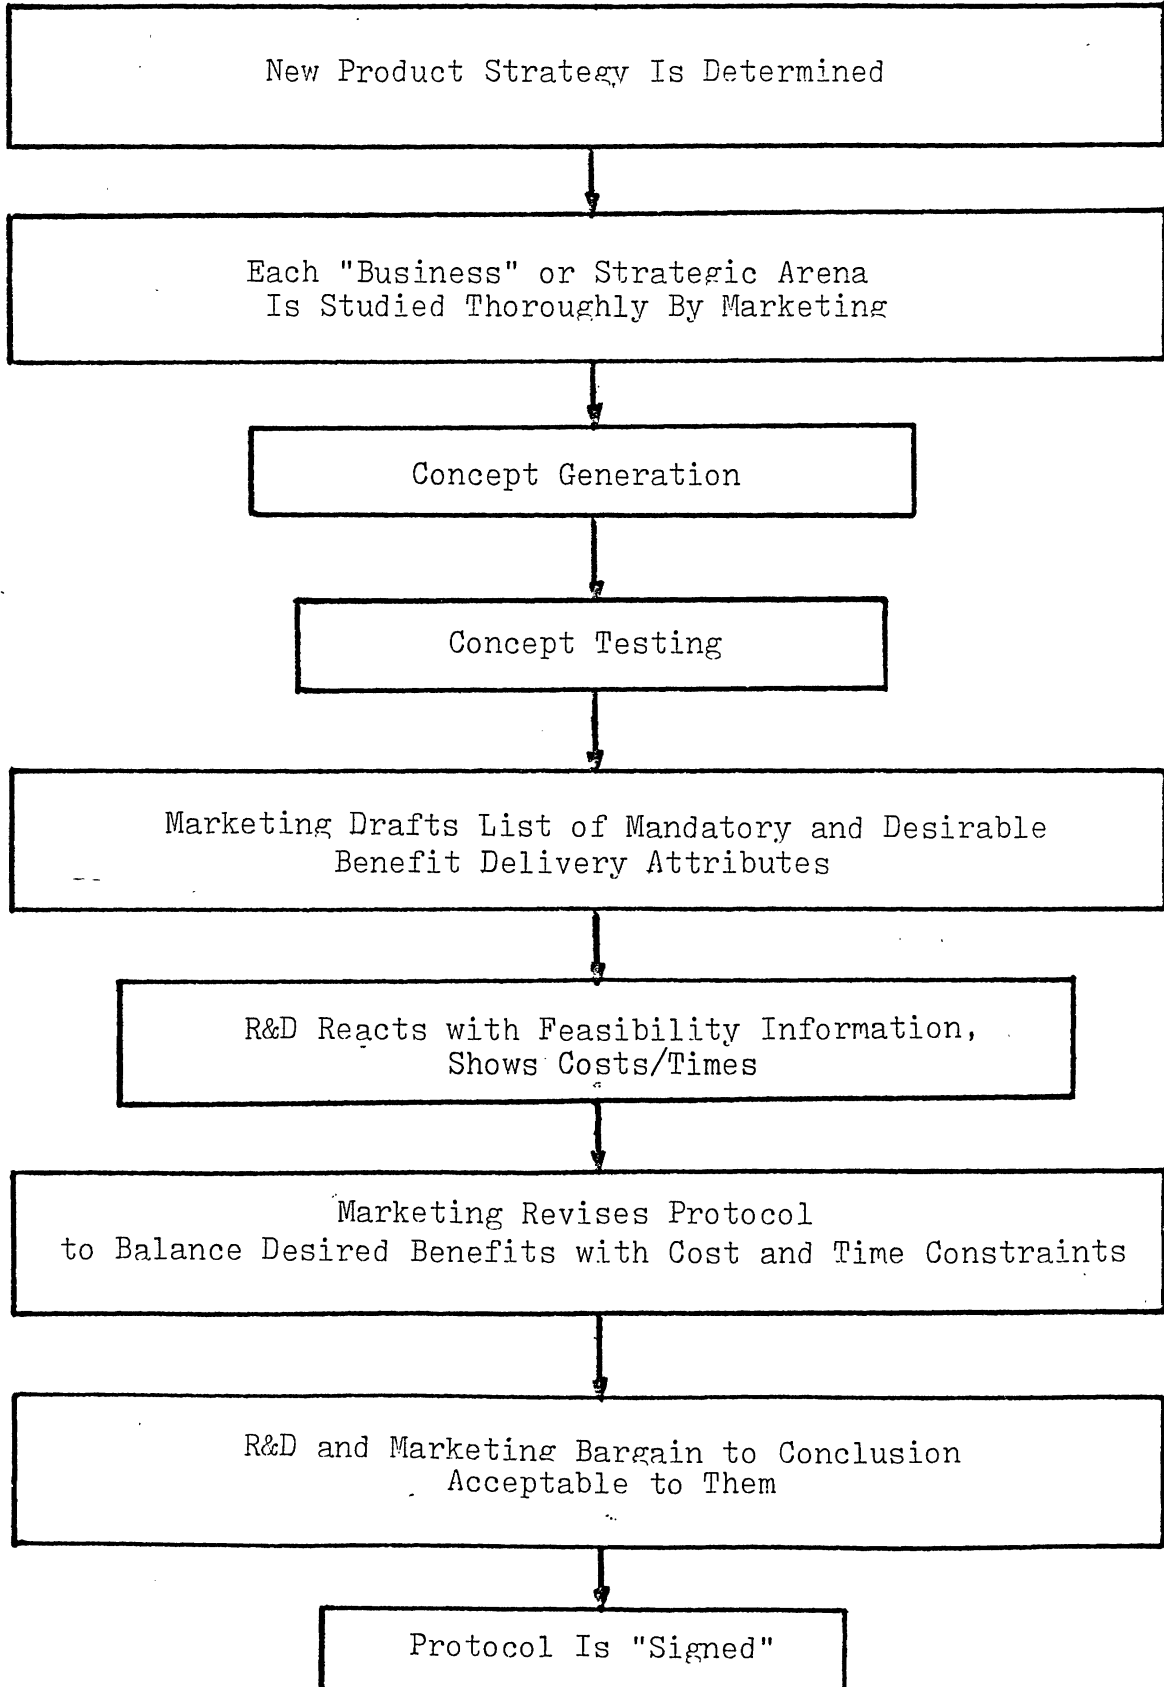 New Product Strategy Is Determined
Each "Business" or Strategic Arena
Is Studied Thoroughly By Marketing
Concept Generation
Concept Testing
Marketing Drafts List of Mandatory and Desirable
Benefit Delivery Attributes
R&D Reacts with Feasibility Information,
Shows Costs/Times
Marketing Revises Protocol
to Balance Desired Benefits with Cost and Time Constraints
R&D and Marketing Bargain to Conclusion
Acceptable to Them
Protocol Is "Signed"